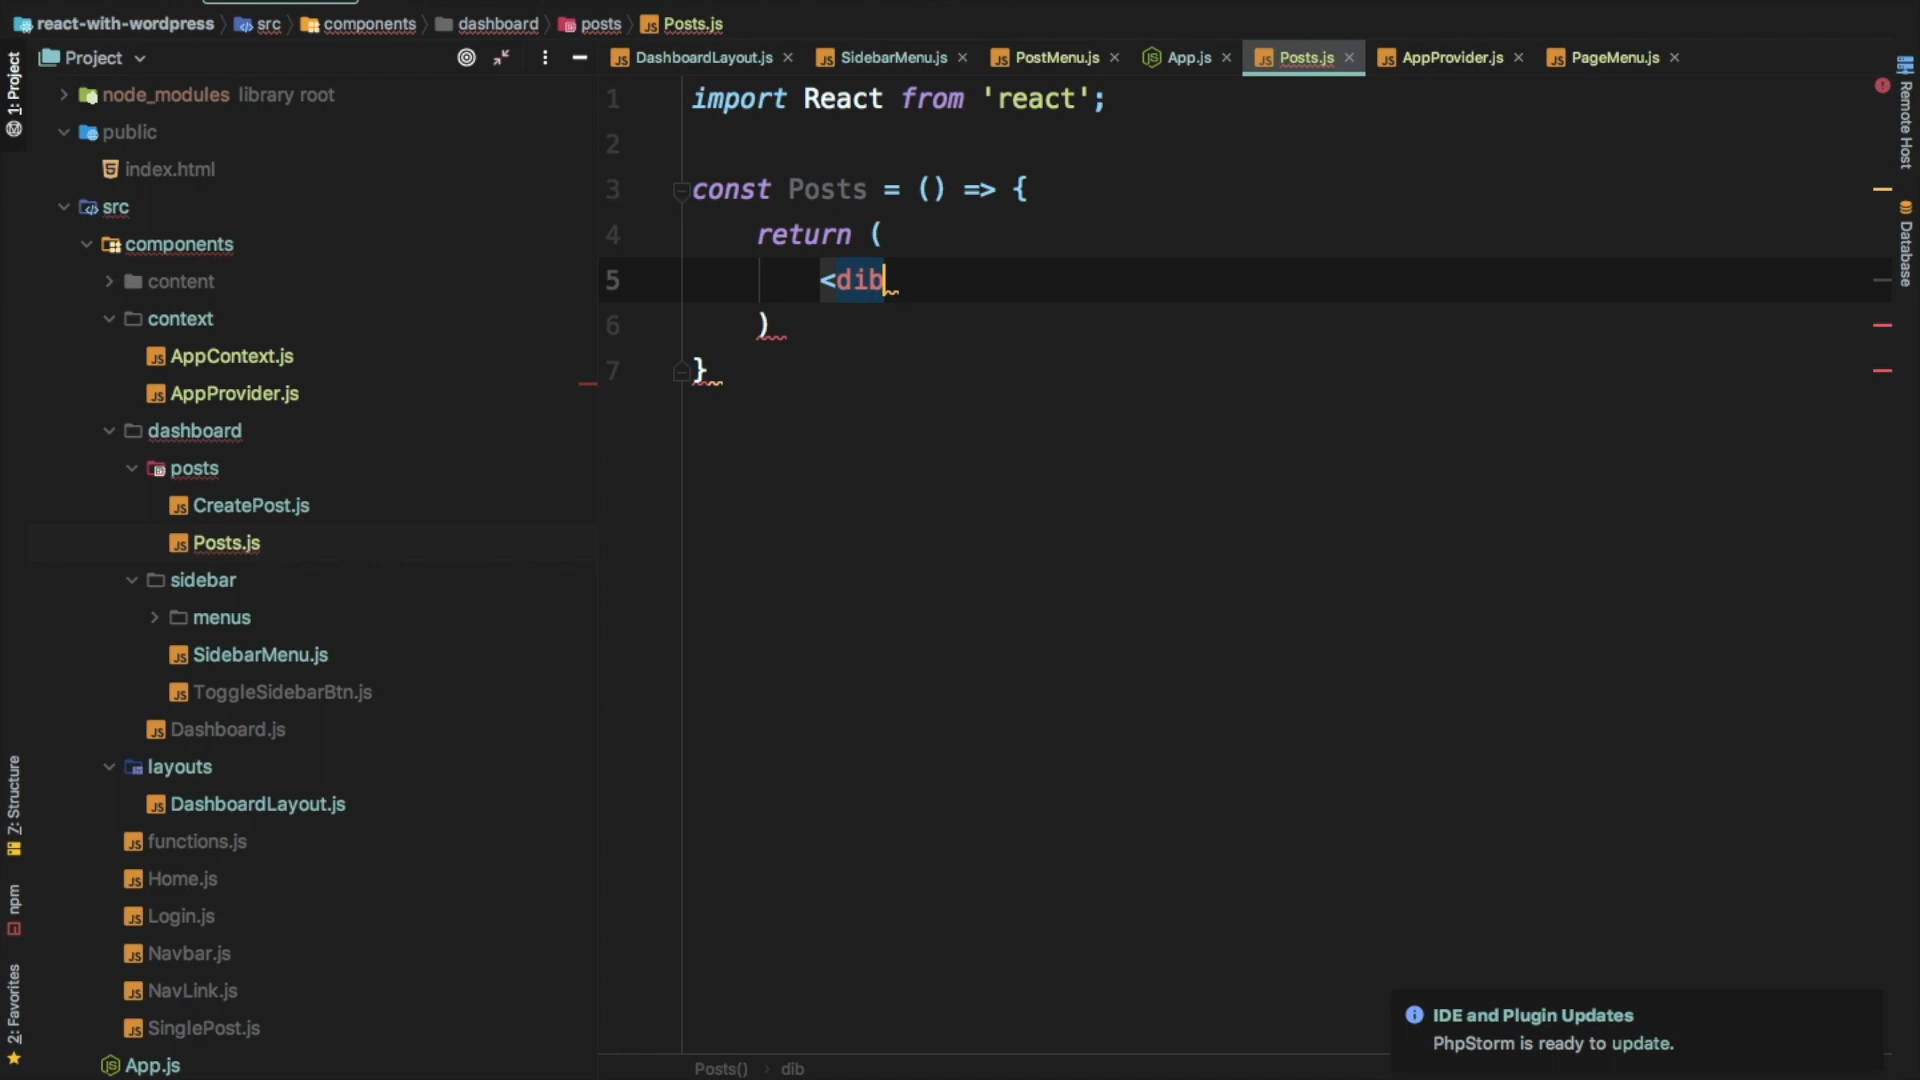 react-with-wordpress src components dashboard posts Posts.js
Project
DashboardLayout.js SidebarMenu.js PostMenu.js App.js Posts.js AppProvider.js PageMenu.js
1: Project
Z: Structure
npm
2: Favorites
node_modules library root
public
index.html
src
components
content
context
AppContext.js
AppProvider.js
dashboard
posts
CreatePost.js
Posts.js
sidebar
menus
SidebarMenu.js
ToggleSidebarBtn.js
Dashboard.js
layouts
DashboardLayout.js
functions.js
Home.js
Login.js
Navbar.js
NavLink.js
SinglePost.js
App.js
1 import React from 'react';
2
3 const Posts = () => {
4 return (
5 <dib
6 )
7 }
Posts() dib
Remote Host
Database
IDE and Plugin Updates
PhpStorm is ready to update.